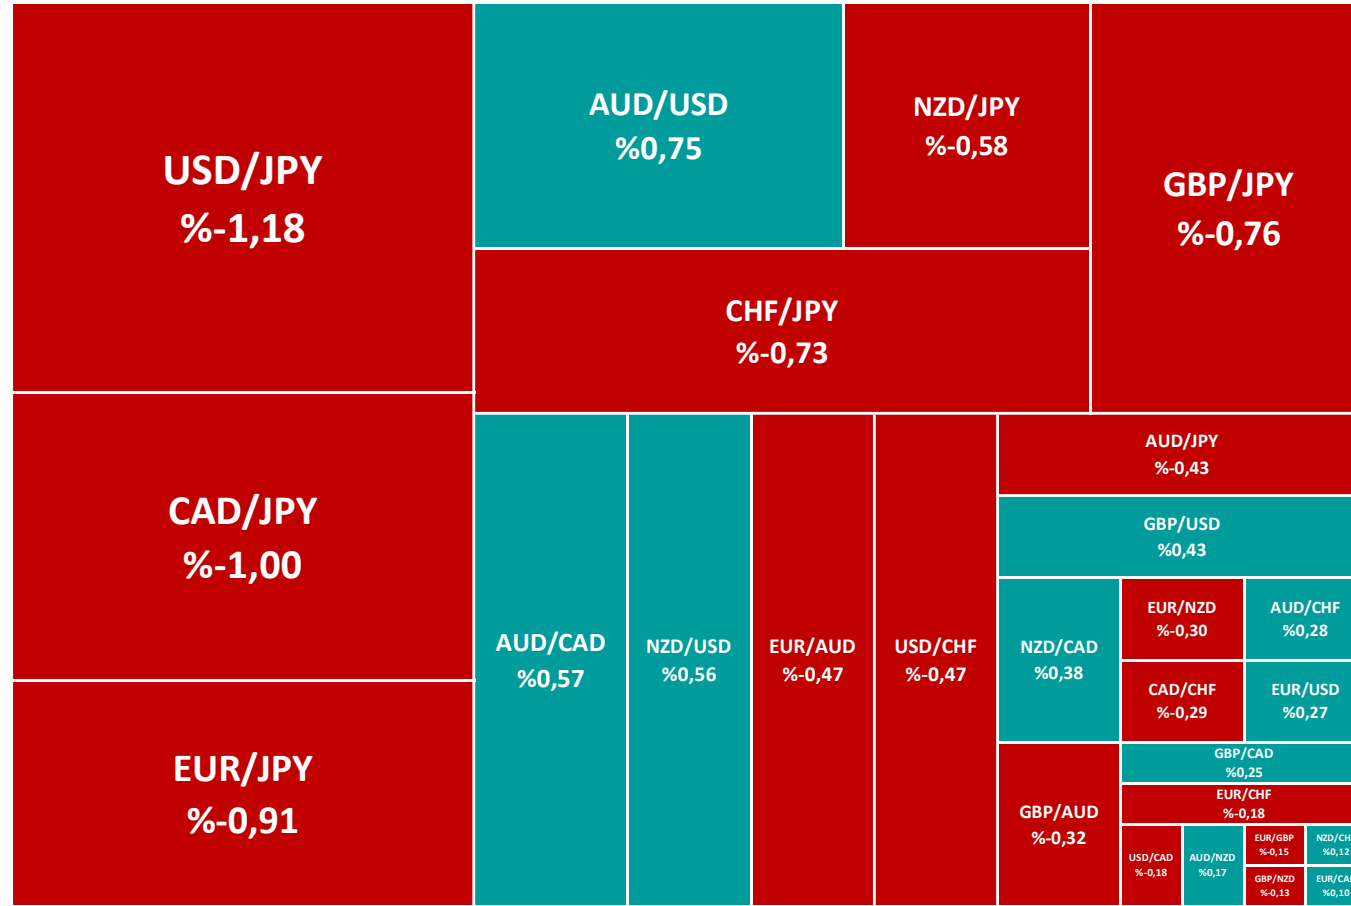 USD/JPY
%-1,18
CAD/JPY
%-1,00
EUR/JPY
%-0,91
AUD/USD
%0,75
NZD/JPY
%-0,58
GBP/JPY
%-0,76
CHF/JPY
%-0,73
AUD/CAD
%0,57
NZD/USD
%0,56
EUR/AUD
%-0,47
USD/CHF
%-0,47
AUD/JPY
%-0,43
GBP/USD
%0,43
NZD/CAD
%0,38
EUR/NZD
%-0,30
AUD/CHF
%0,28
CAD/CHF
%-0,29
EUR/USD
%0,27
GBP/AUD
%-0,32
GBP/CAD
%0,25
EUR/CHF
%-0,18
USD/CAD
%-0,18
AUD/NZD
%0,17
EUR/GBP
%-0,15
NZD/CH
%0,12
GBP/NZD
%-0,13
EUR/CA
%0,10